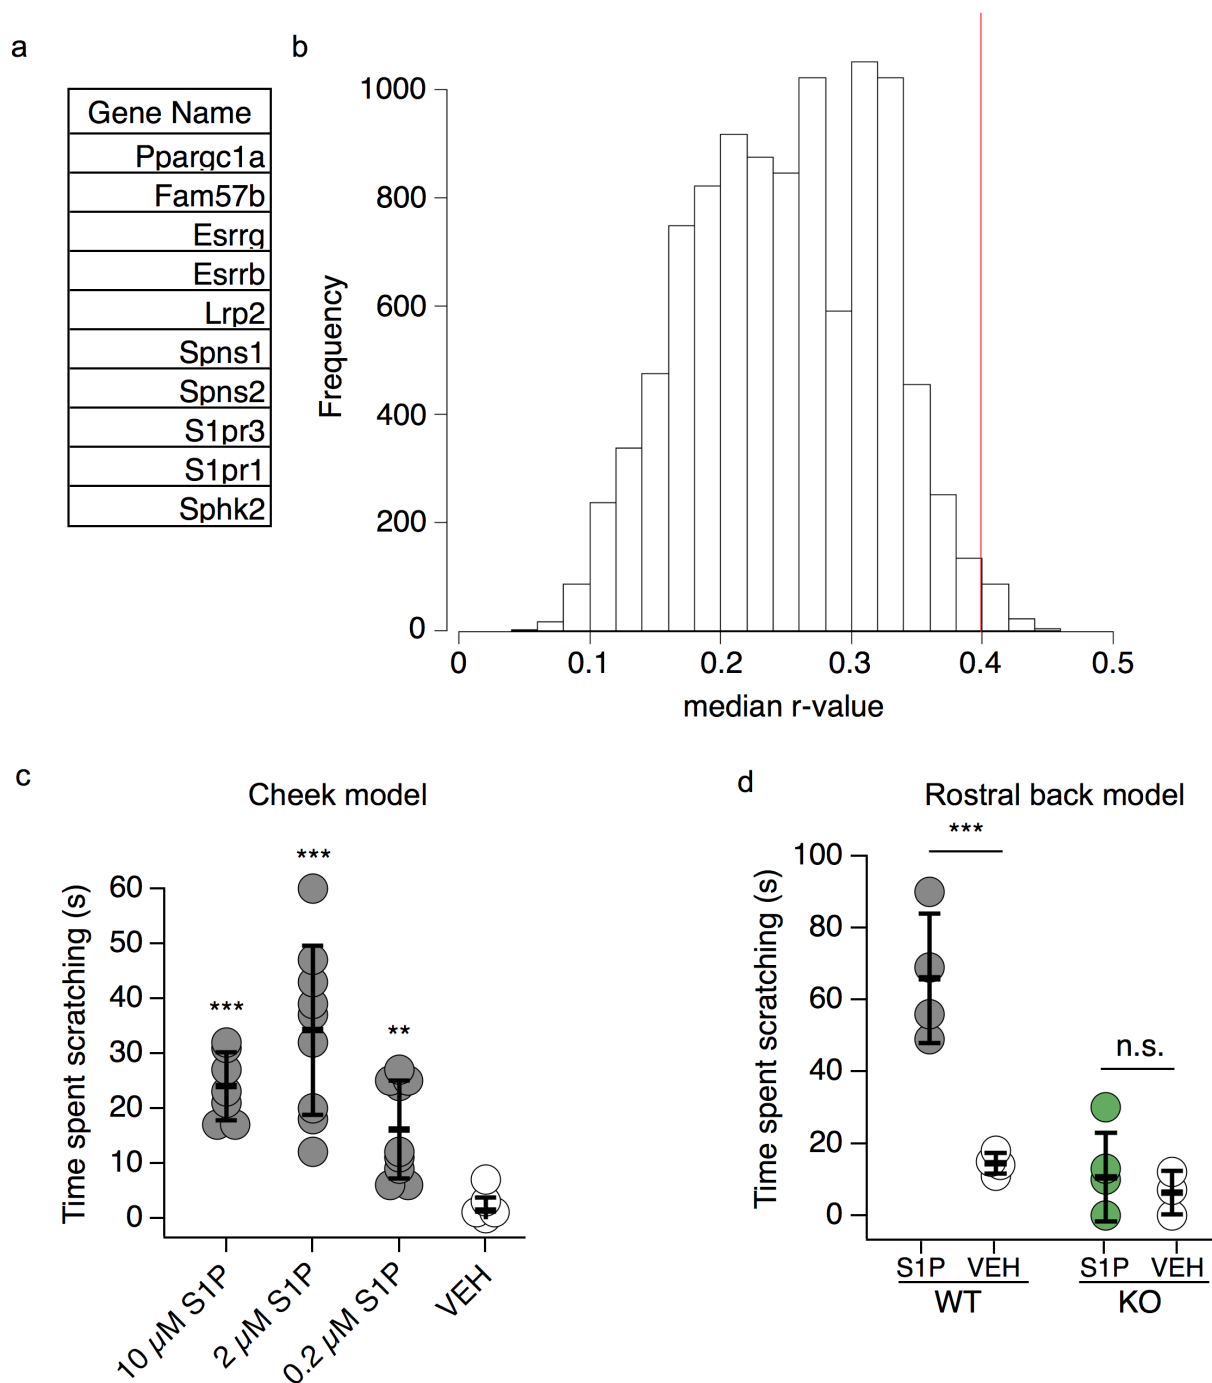 a
Gene Name
Ppargc1a
Fam57b
Esrrg
Esrrb
Lrp2
Spns1
Spns2
S1pr3
S1pr1
Sphk2
b
Frequency
1000
800
600
400
200
0
0 0.1 0.2 0.3 0.4 0.5
median r-value
c
Cheek model
Time spent scratching (s)
60
50
40
30
20
10
0
*** *** **
10 µM S1P 2 µM S1P 0.2 µM S1P VEH
d
Rostral back model
Time spent scratching (s)
100
80
60
40
20
0
***
n.s.
S1P VEH S1P VEH
WT KO